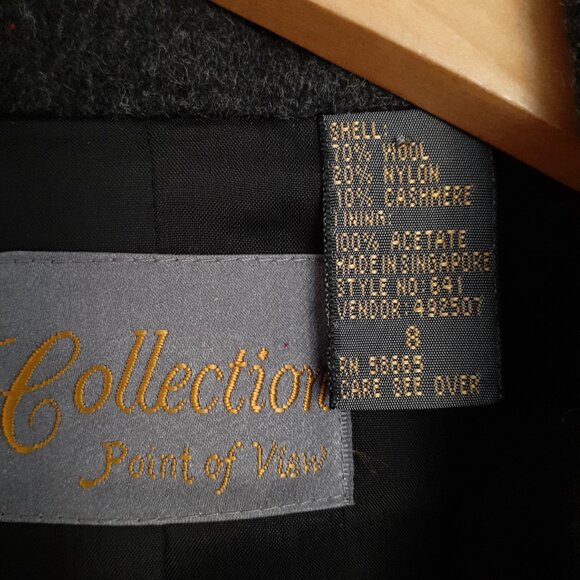 SHELL:
70% WOOL
20% NYLON
10% CASHMERE
LINING:
100% ACETATE
MADE IN SINGAPORE
STYLE NO: 641
VENDOR-492507
8
RN 58665
CARE SEE OVER
Collection
Point of View